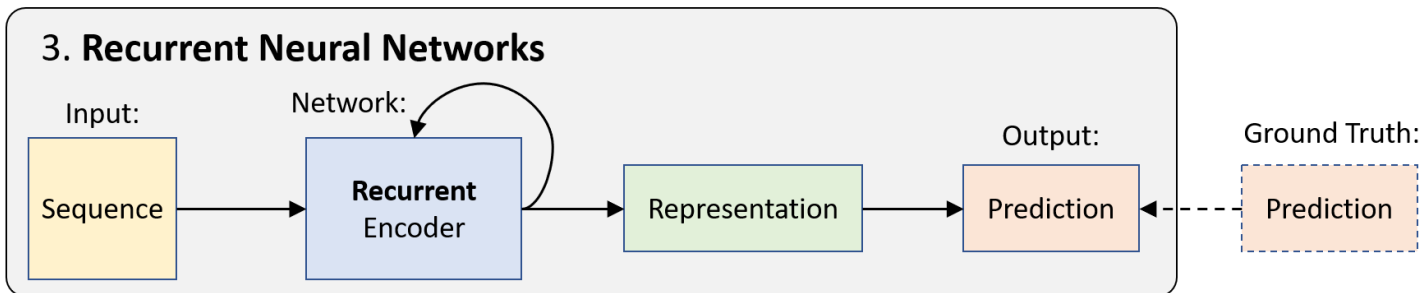 3. Recurrent Neural Networks
Input:
Network:
Output:
Ground Truth:
Sequence
Recurrent
Encoder
Representation
Prediction
Prediction